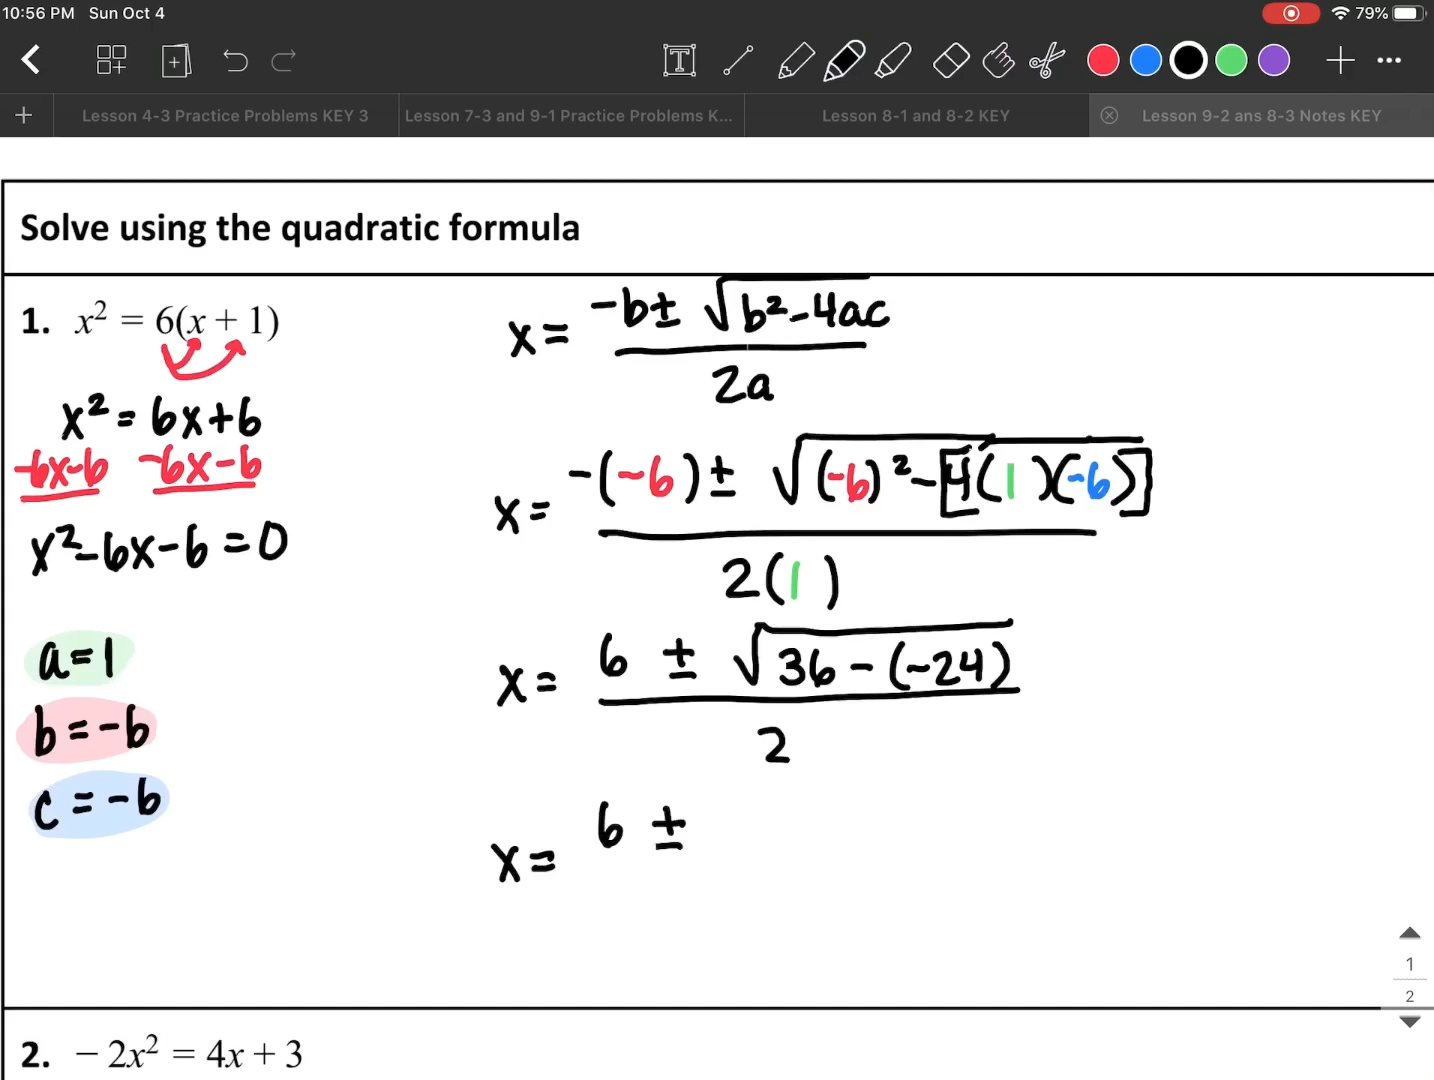 10:56 PM Sun Oct 4
79%
Lesson 4-3 Practice Problems KEY 3
Lesson 7-3 and 9-1 Practice Problems K...
Lesson 8-1 and 8-2 KEY
Lesson 9-2 ans 8-3 Notes KEY
Solve using the quadratic formula
1. x² = 6(x + 1)
x² = 6x+6
-6x-6 -6x-6
x²-6x-6 = 0
a=1
b=-6
c=-6
x= -b± √b²-4ac
2a
x= -(-6)± √(-6)²-[4(1)(-6)]
2(1)
x= 6 ± √36-(-24)
2
x= 6 ±
1
2
2. − 2x² = 4x + 3